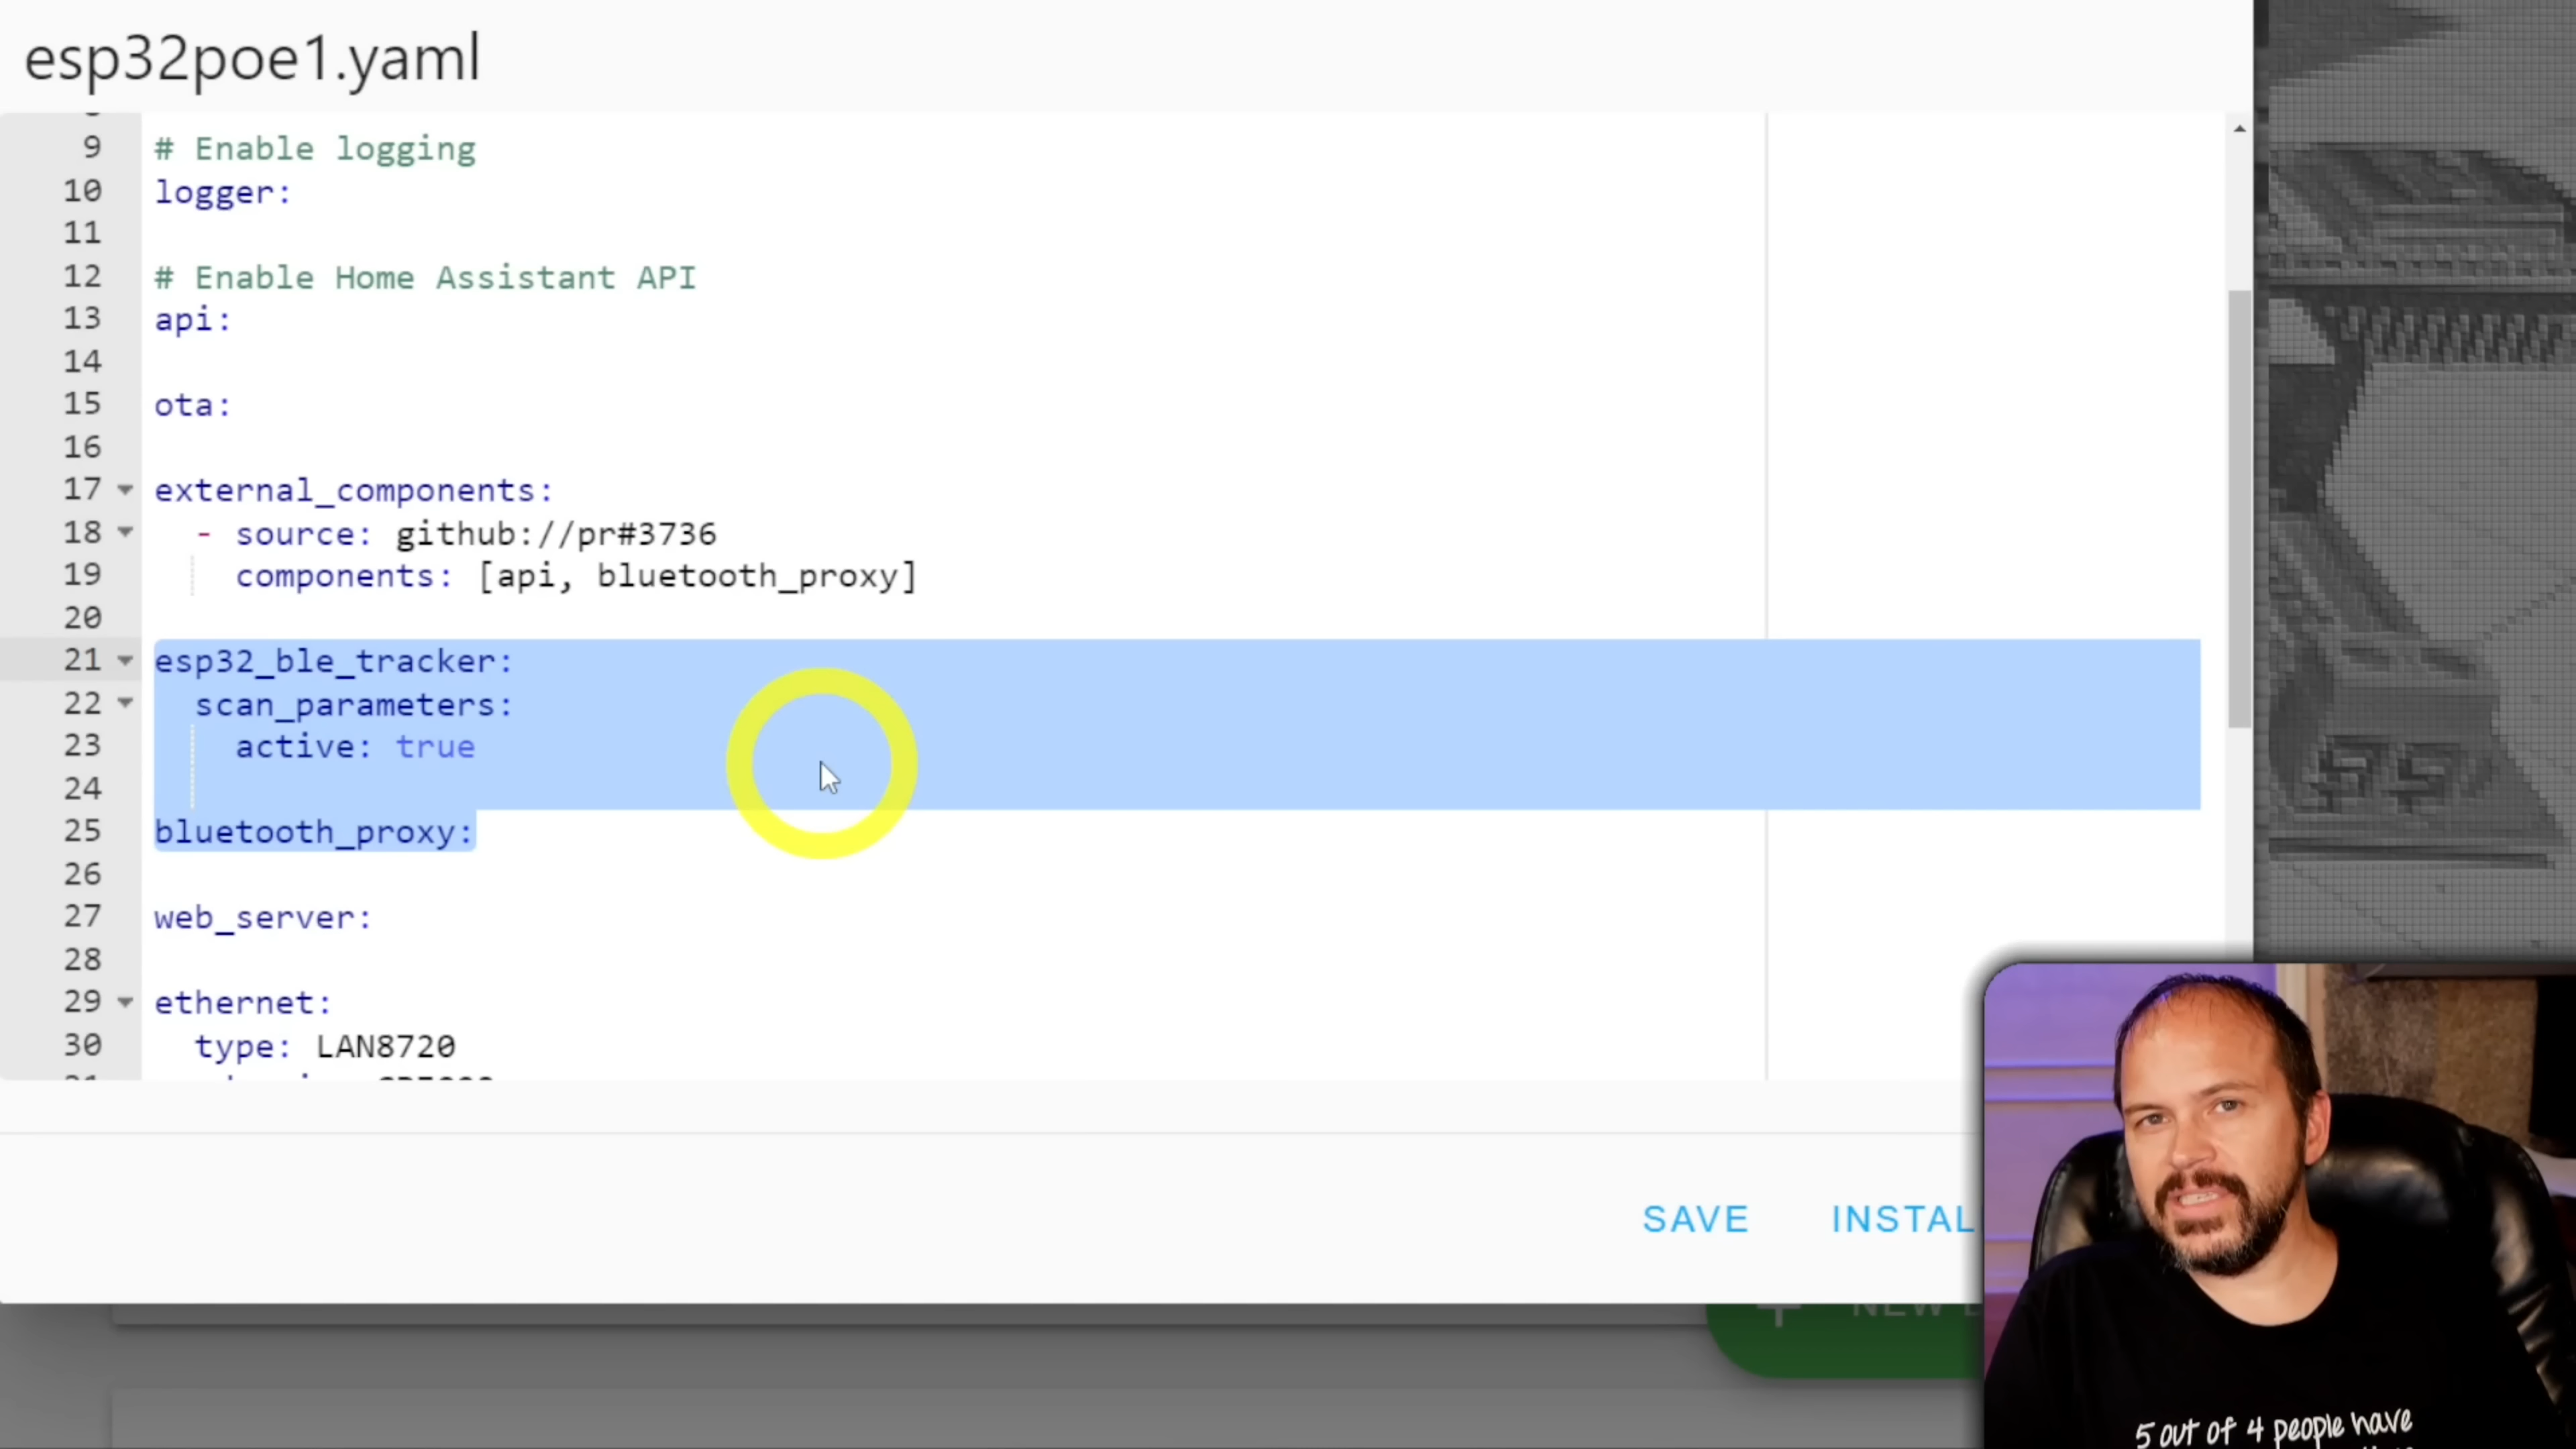 esp32poe1.yaml
9 # Enable logging
10 logger:
11
12 # Enable Home Assistant API
13 api:
14
15 ota:
16
17 external_components:
18 - source: github://pr#3736
19 components: [api, bluetooth_proxy]
20
21 esp32_ble_tracker:
22 scan_parameters:
23 active: true
24
25 bluetooth_proxy:
26
27 web_server:
28
29 ethernet:
30 type: LAN8720
SAVE INSTAL
NEW
5 out of 4 people have